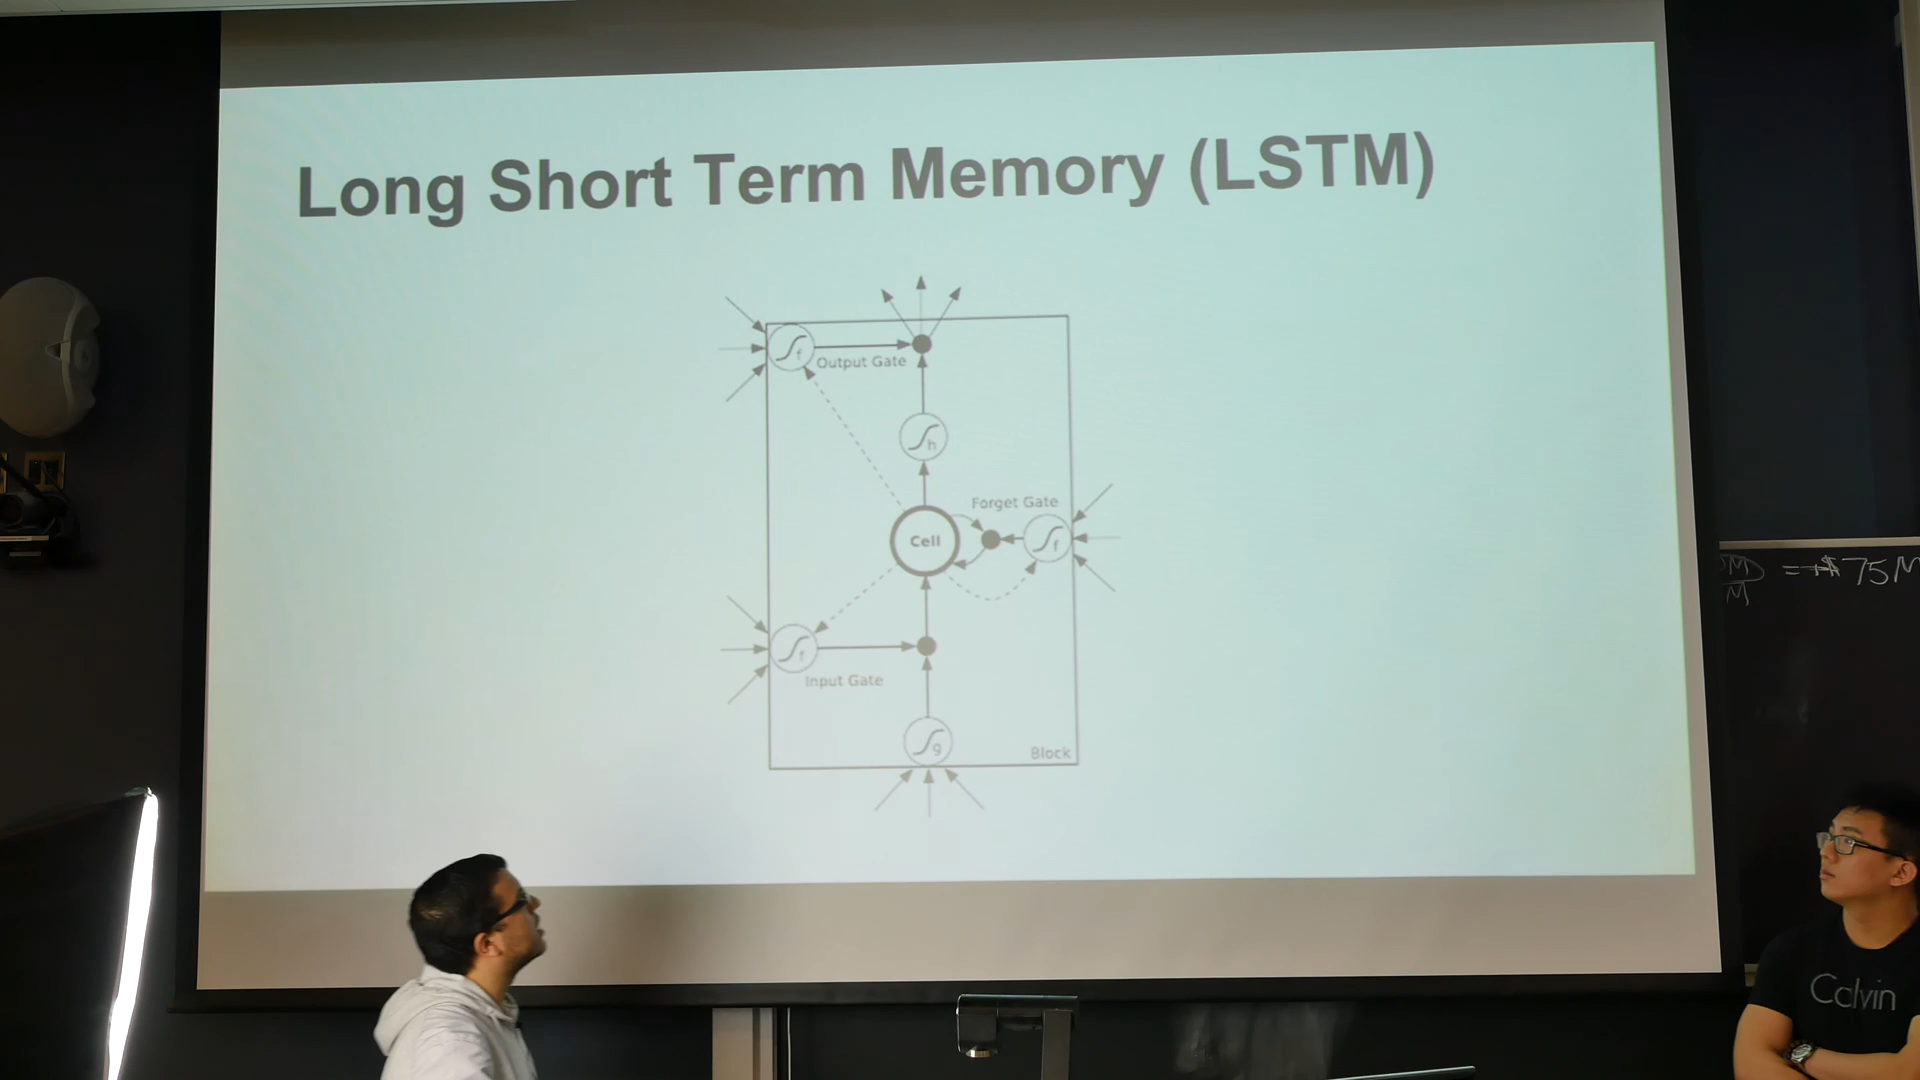 Long Short Term Memory (LSTM)
f
Output Gate
h
Forget Gate
Cell
f
f
Input Gate
g
Block
= +$75M
M
Calvin